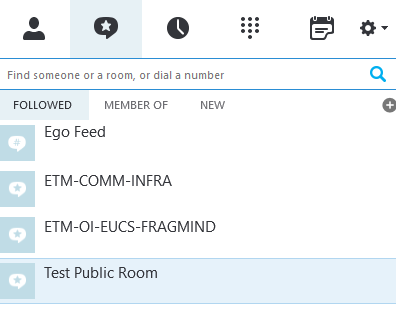 Find someone or a room, or dial a number
FOLLOWED MEMBER OF NEW
Ego Feed
ETM-COMM-INFRA
ETM-OI-EUCS-FRAGMIND
Test Public Room